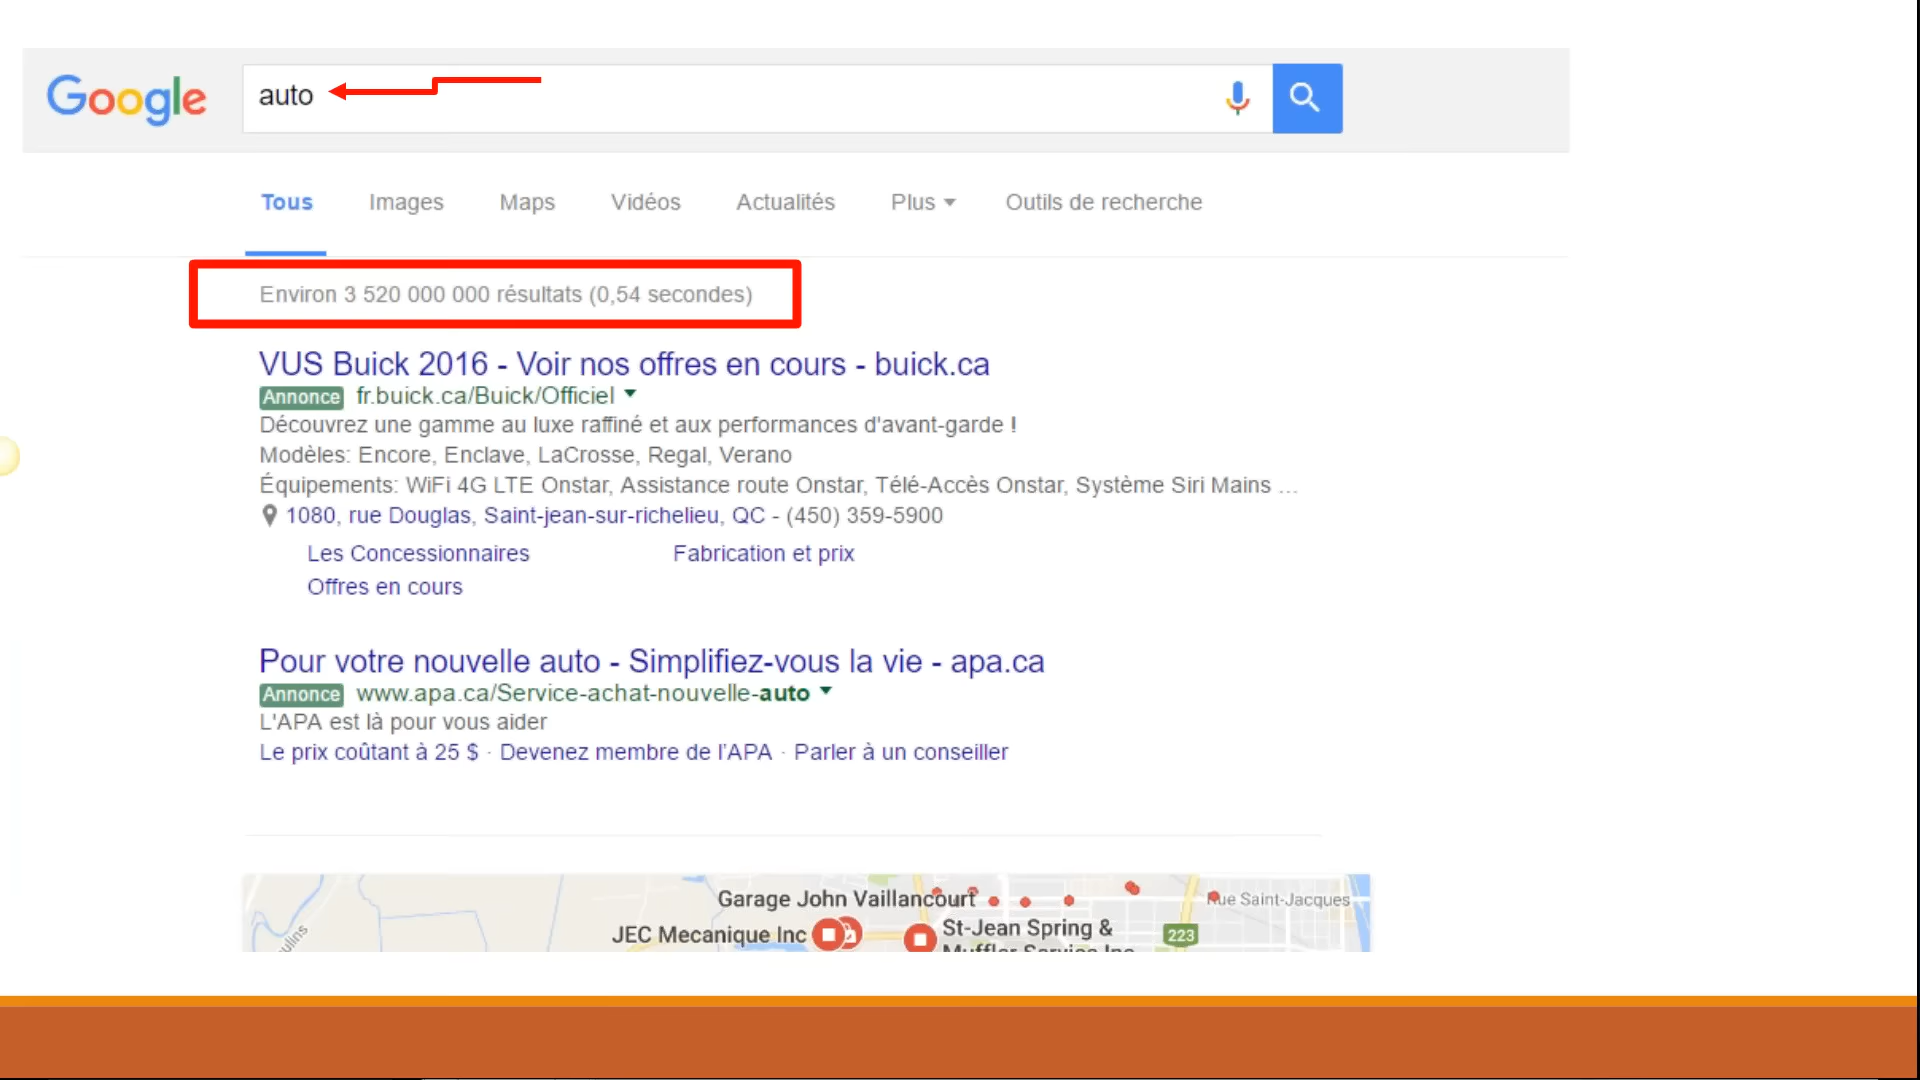 Google
auto
Tous Images Maps Vidéos Actualités Plus Outils de recherche
Environ 3 520 000 000 résultats (0,54 secondes)
VUS Buick 2016 - Voir nos offres en cours - buick.ca
Annonce fr.buick.ca/Buick/Officiel
Découvrez une gamme au luxe raffiné et aux performances d'avant-garde !
Modèles: Encore, Enclave, LaCrosse, Regal, Verano
Équipements: WiFi 4G LTE Onstar, Assistance route Onstar, Télé-Accès Onstar, Système Siri Mains ...
1080, rue Douglas, Saint-jean-sur-richelieu, QC - (450) 359-5900
Les Concessionnaires Fabrication et prix
Offres en cours
Pour votre nouvelle auto - Simplifiez-vous la vie - apa.ca
Annonce www.apa.ca/Service-achat-nouvelle-auto
L'APA est là pour vous aider
Le prix coûtant à 25 $ · Devenez membre de l'APA · Parler à un conseiller
Garage John Vaillancourt
Rue Saint-Jacques
JEC Mecanique Inc
St-Jean Spring &
Muffler Service Inc
223